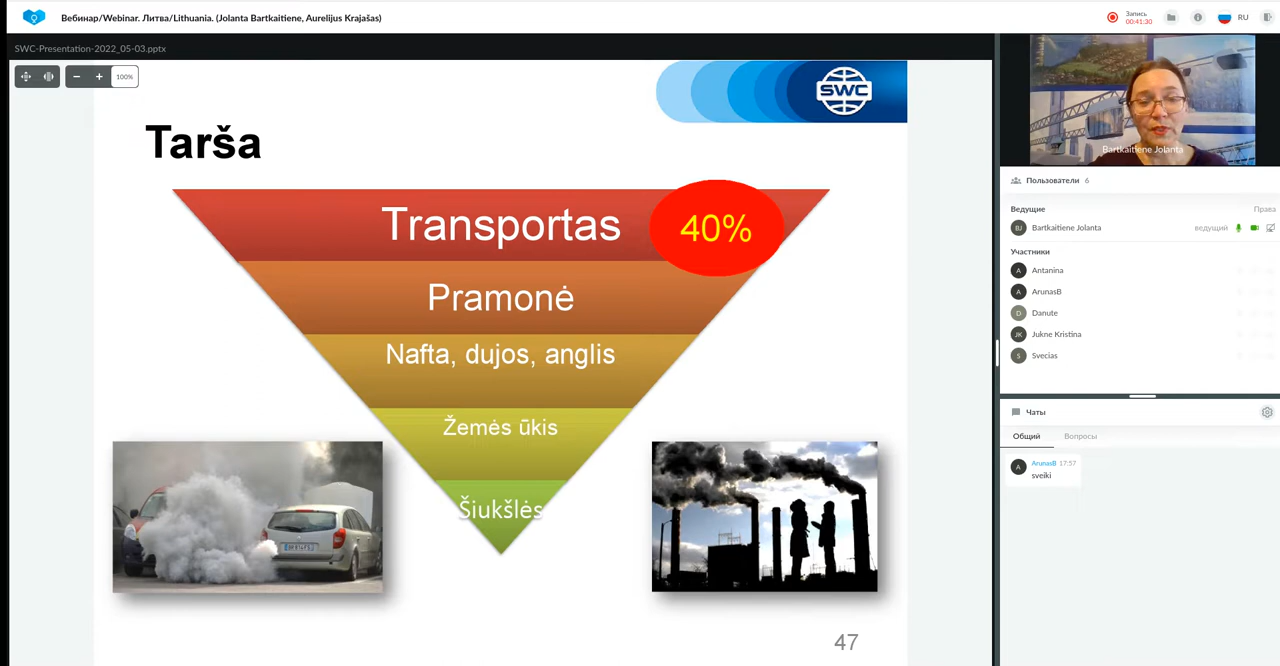 Вебинар/Webinar. Литва/Lithuania. (Jolanta Bartkaitiene, Aurelijus Krajašas)
Запись
00:41:30
RU
SWC-Presentation-2022_05-03.pptx
100%
SWC
Tarša
Transportas
40%
Pramonė
Nafta, dujos, anglis
Žemės ūkis
Šiukšlės
47
Bartkaitiene Jolanta
Пользователи 6
Ведущие
Права
BJ
Bartkaitiene Jolanta
ведущий
Участники
A
Antanina
A
ArunasB
D
Danute
JK
Jukne Kristina
S
Svecias
Чаты
Общий
Вопросы
A
ArunasB 17:57
sveiki